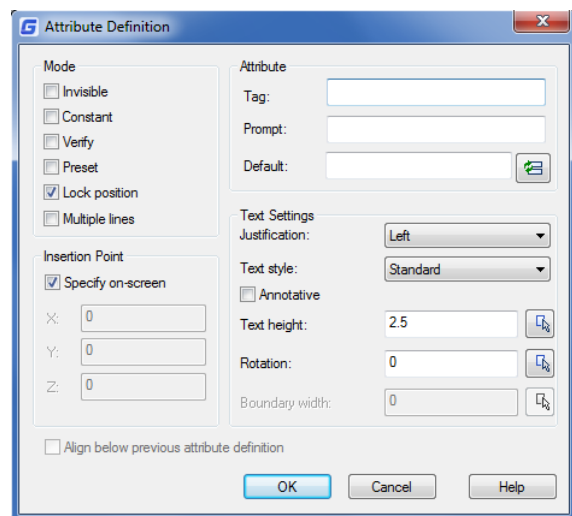 Attribute Definition
Mode
Invisible
Constant
Verify
Preset
Lock position
Multiple lines
Insertion Point
Specify on-screen
X: 0
Y: 0
Z: 0
Attribute
Tag:
Prompt:
Default:
Text Settings
Justification: Left
Text style: Standard
Annotative
Text height: 2.5
Rotation: 0
Boundary width: 0
Align below previous attribute definition
OK Cancel Help